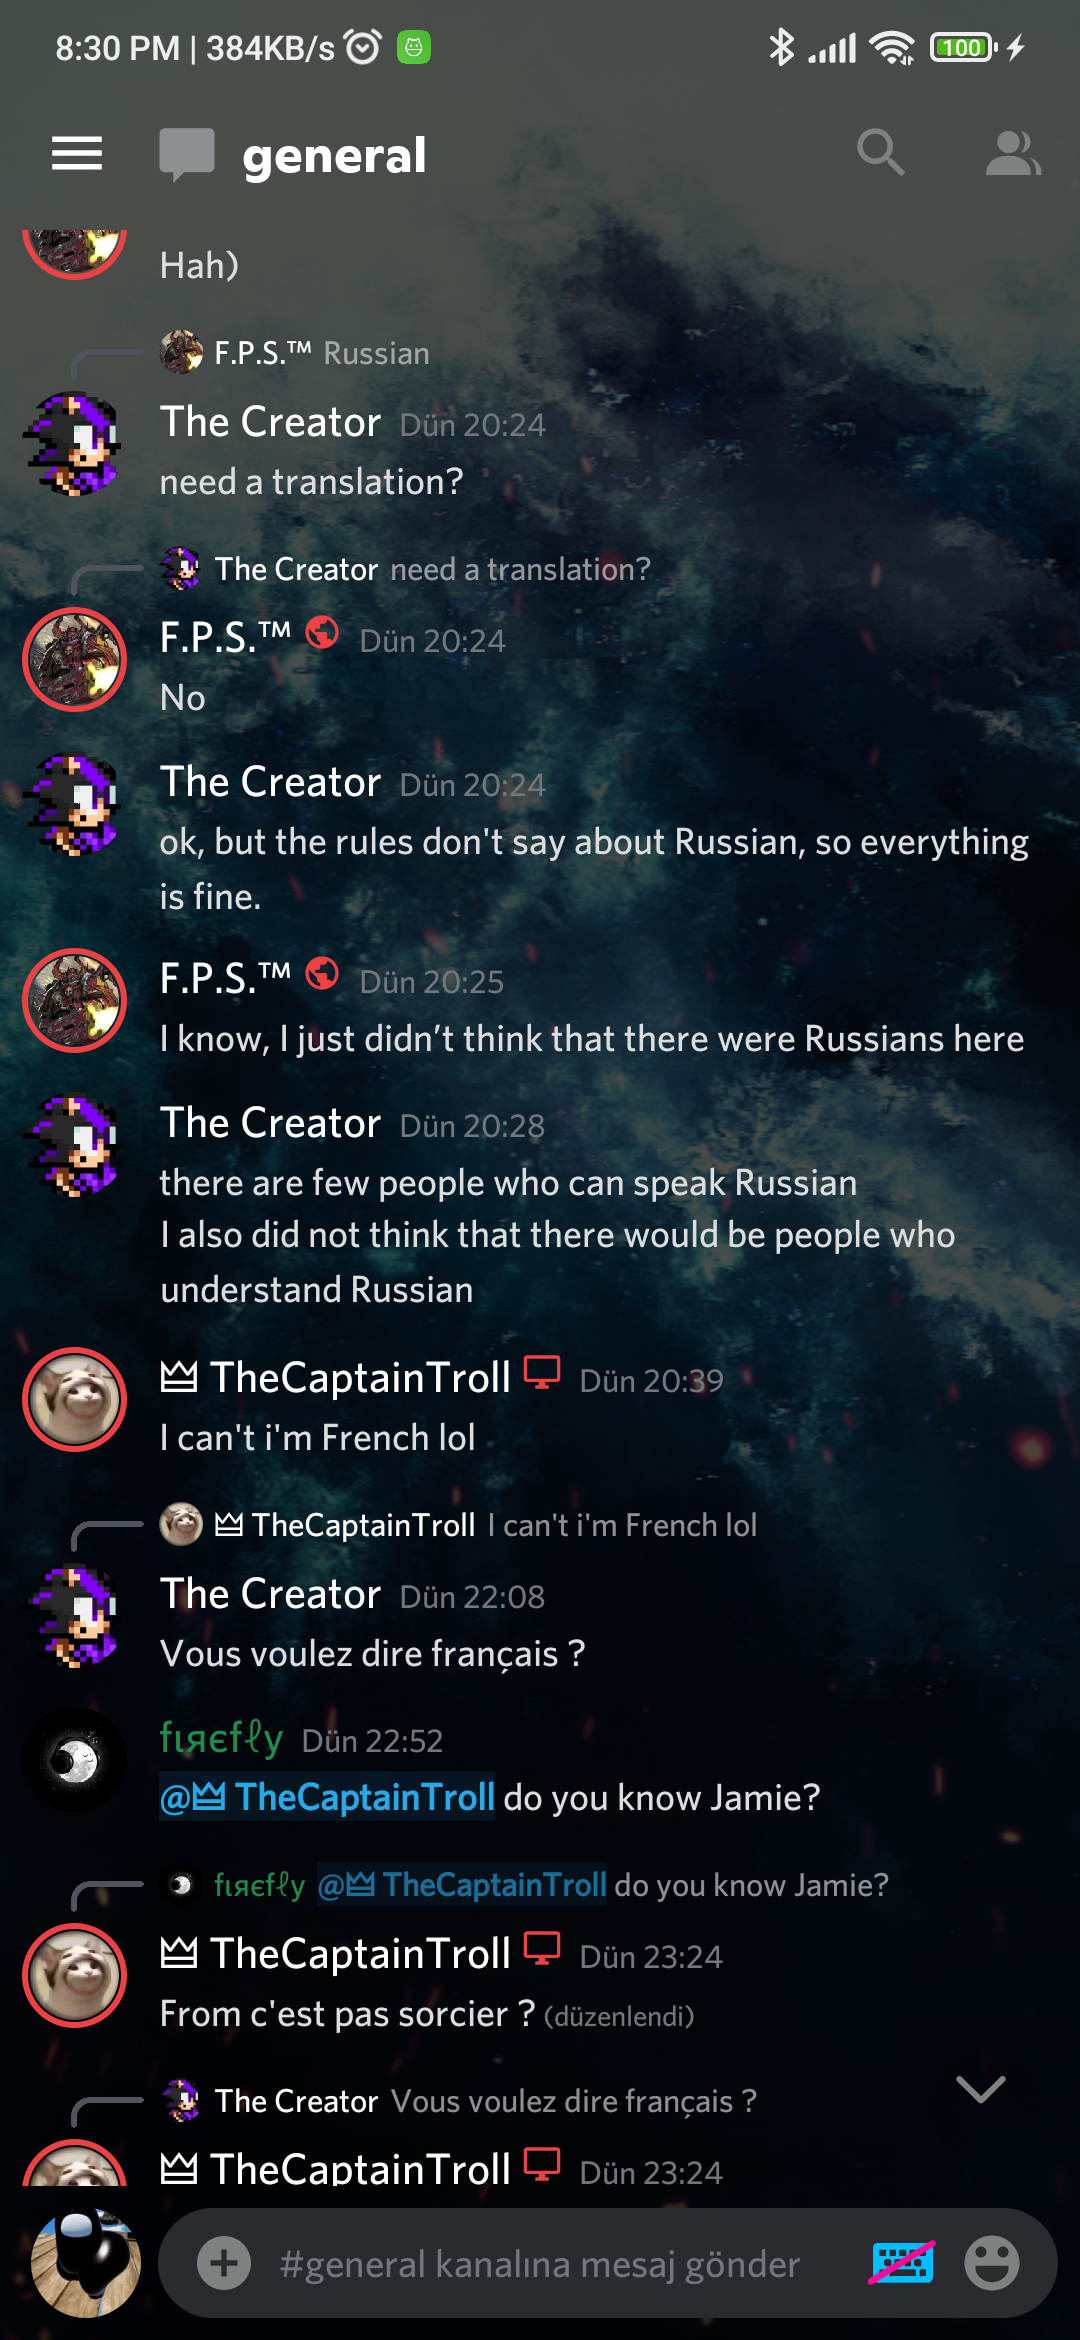 8:30 PM | 384KB/s
100
general
Hah)
F.P.S.™ Russian
The Creator Dün 20:24
need a translation?
The Creator need a translation?
F.P.S.™ Dün 20:24
No
The Creator Dün 20:24
ok, but the rules don't say about Russian, so everything
is fine.
F.P.S.™ Dün 20:25
I know, I just didn’t think that there were Russians here
The Creator Dün 20:28
there are few people who can speak Russian
I also did not think that there would be people who
understand Russian
TheCaptainTroll Dün 20:39
I can't i'm French lol
TheCaptainTroll I can't i'm French lol
The Creator Dün 22:08
Vous voulez dire français ?
fιяєfℓy Dün 22:52
@TheCaptainTroll do you know Jamie?
fιяєfℓy @TheCaptainTroll do you know Jamie?
TheCaptainTroll Dün 23:24
From c'est pas sorcier ? (düzenlendi)
The Creator Vous voulez dire français ?
TheCaptainTroll Dün 23:24
#general kanalına mesaj gönder